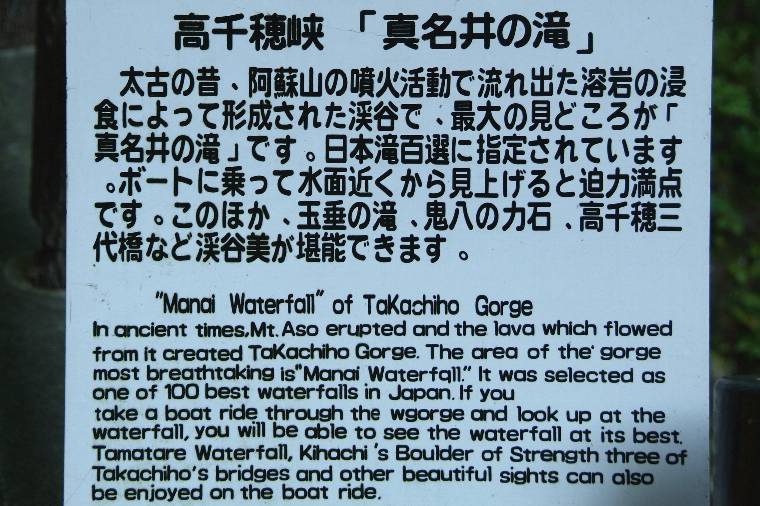 高千穂峡 「真名井の滝」
太古の昔、阿蘇山の噴火活動で流れ出た溶岩の浸
食によって形成された渓谷で、最大の見どころが「
真名井の滝」です。日本滝百選に指定されています
。ボートに乗って水面近くから見上げると迫力満点
です。このほか、玉垂の滝、鬼八の力石、高千穂三
代橋など渓谷美が堪能できます。
"Manai Waterfall" of TaKachiho Gorge
In ancient times,Mt.Aso erupted and the lava which flowed
from it created TaKachiho Gorge. The area of the gorge
most breathtaking is"Manai Waterfall." It was selected as
one of 100 best waterfalls in Japan. If you
take a boat ride through the wgorge and look up at the
waterfall, you will be able to see the waterfall at its best.
Tamatare Waterfall, Kihachi's Boulder of Strength three of
Takachiho's bridges and other beautiful sights can also
be enjoyed on the boat ride.